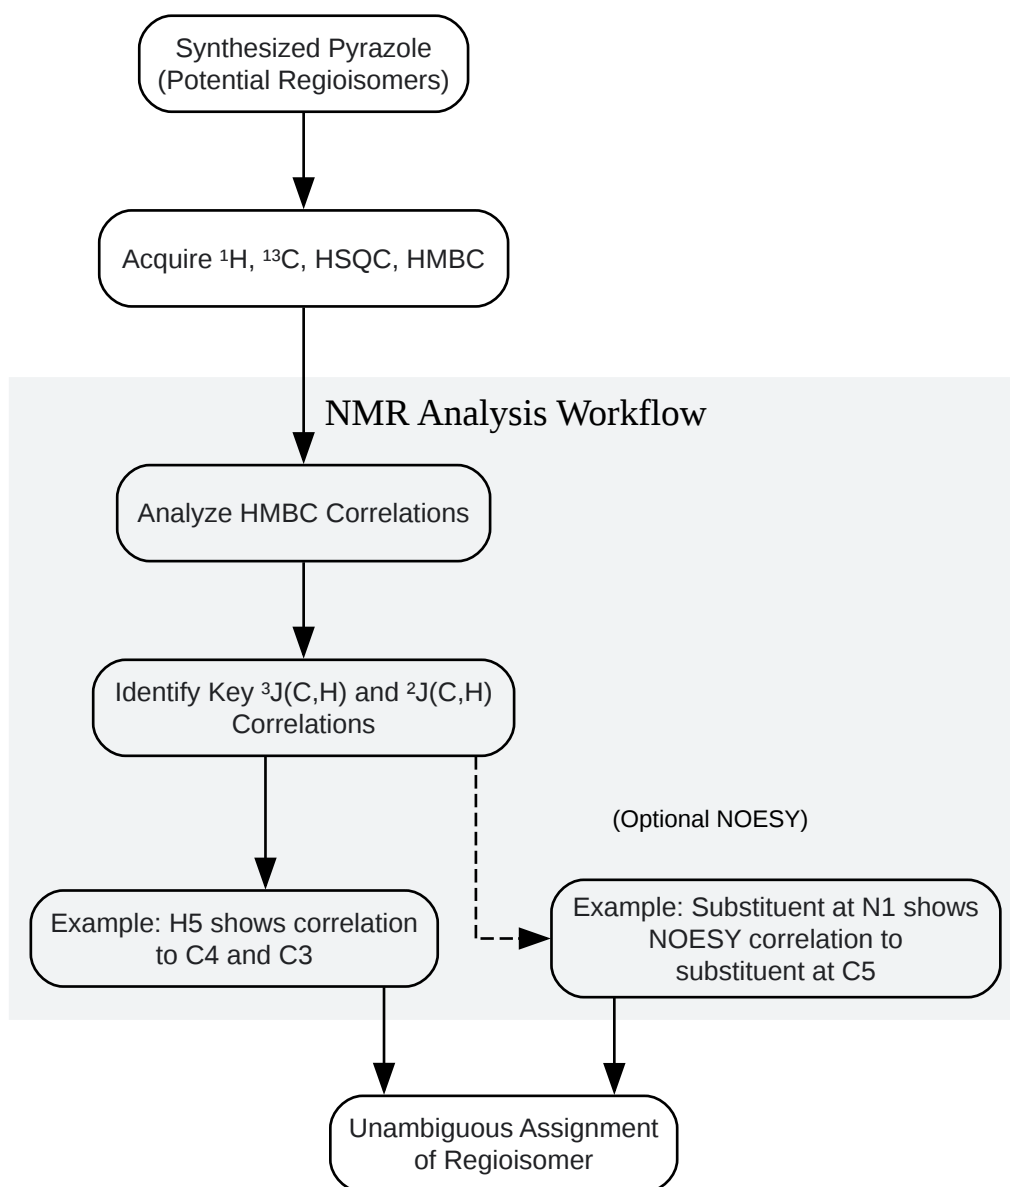 Synthesized Pyrazole
(Potential Regioisomers)
Acquire ¹H, ¹³C, HSQC, HMBC
NMR Analysis Workflow
Analyze HMBC Correlations
Identify Key ³J(C,H) and ²J(C,H)
Correlations
(Optional NOESY)
Example: H5 shows correlation
to C4 and C3
Example: Substituent at N1 shows
NOESY correlation to
substituent at C5
Unambiguous Assignment
of Regioisomer